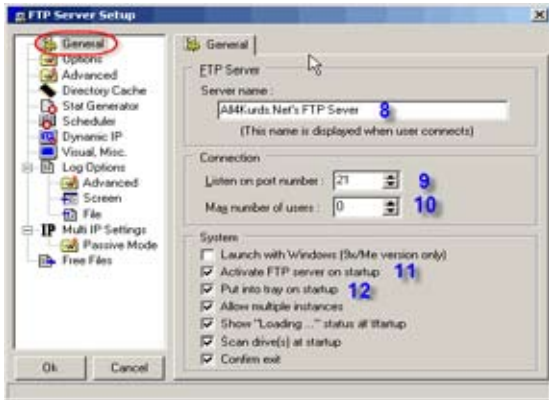 FTP Server Setup
General
Options
Advanced
Directory Cache
Stat Generator
Scheduler
Dynamic IP
Visual, Misc.
Log Options
Advanced
Screen
File
IP Multi IP Settings
Passive Mode
Free Files
Ok
Cancel
General
FTP Server
Server name :
All4Kurds.Net's FTP Sever 8
(This name is displayed when user connects)
Connection
Listen on port number : 21 9
Max number of users : 0 10
System
Launch with Windows (9x/Me version only)
Activate FTP server on startup 11
Put into tray on startup 12
Allow multiple instances
Show "Loading ..." status at startup
Scan drive(s) at startup
Confirm exit